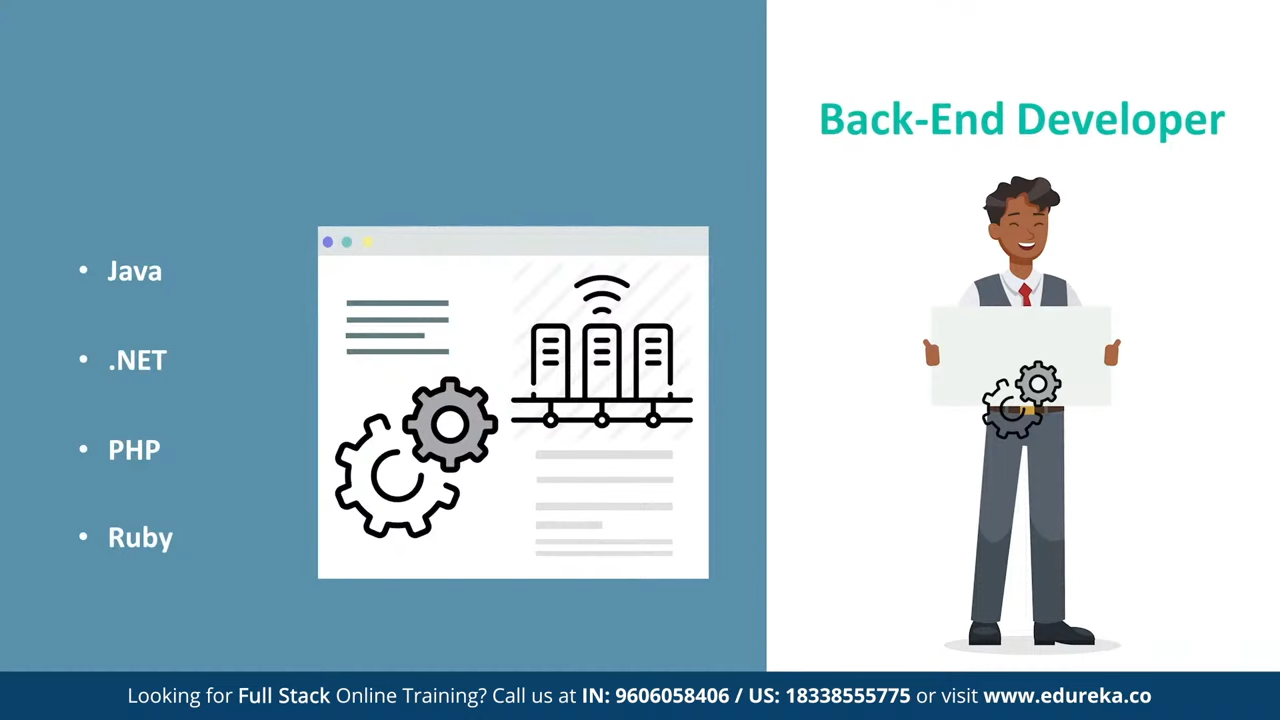 Back-End Developer
• Java
• .NET
• PHP
• Ruby
Looking for Full Stack Online Training? Call us at IN: 9606058406 / US: 18338555775 or visit www.edureka.co